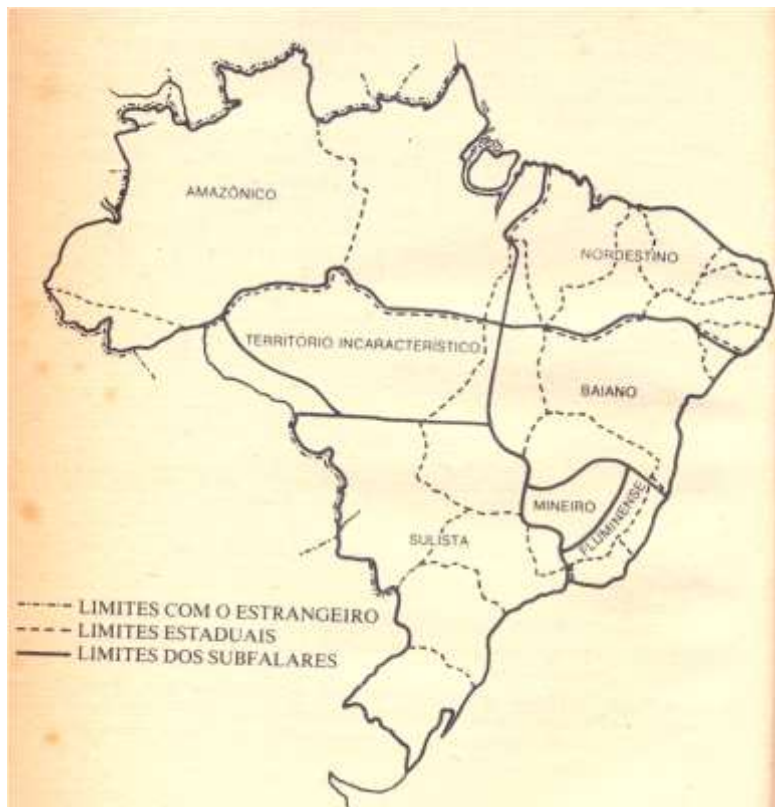 AMAZÔNICO
NORDESTINO
TERRITÓRIO INCARACTERÍSTICO
BAIANO
MINEIRO
FLUMINENSE
SULISTA
LIMITES COM O ESTRANGEIRO
LIMITES ESTADUAIS
LIMITES DOS SUBFALARES